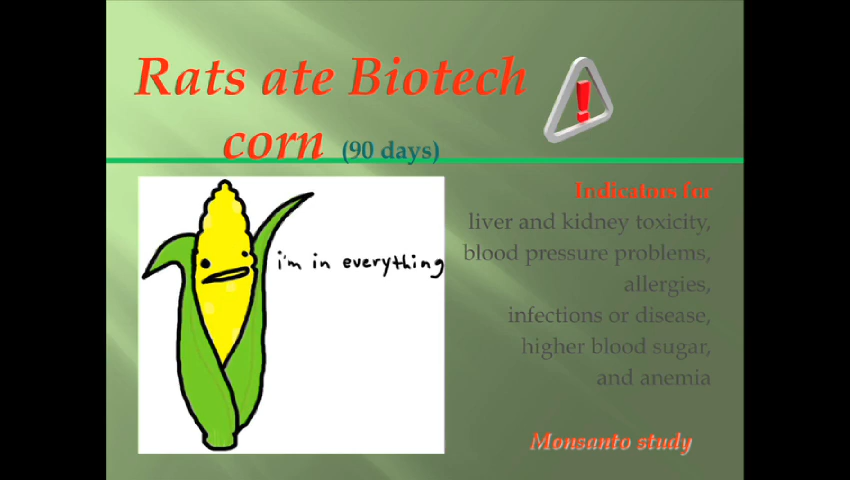 Rats ate Biotech
corn (90 days)
i'm in everything
Indicators for
liver and kidney toxicity,
blood pressure problems,
allergies,
infections or disease,
higher blood sugar,
and anemia
Monsanto study